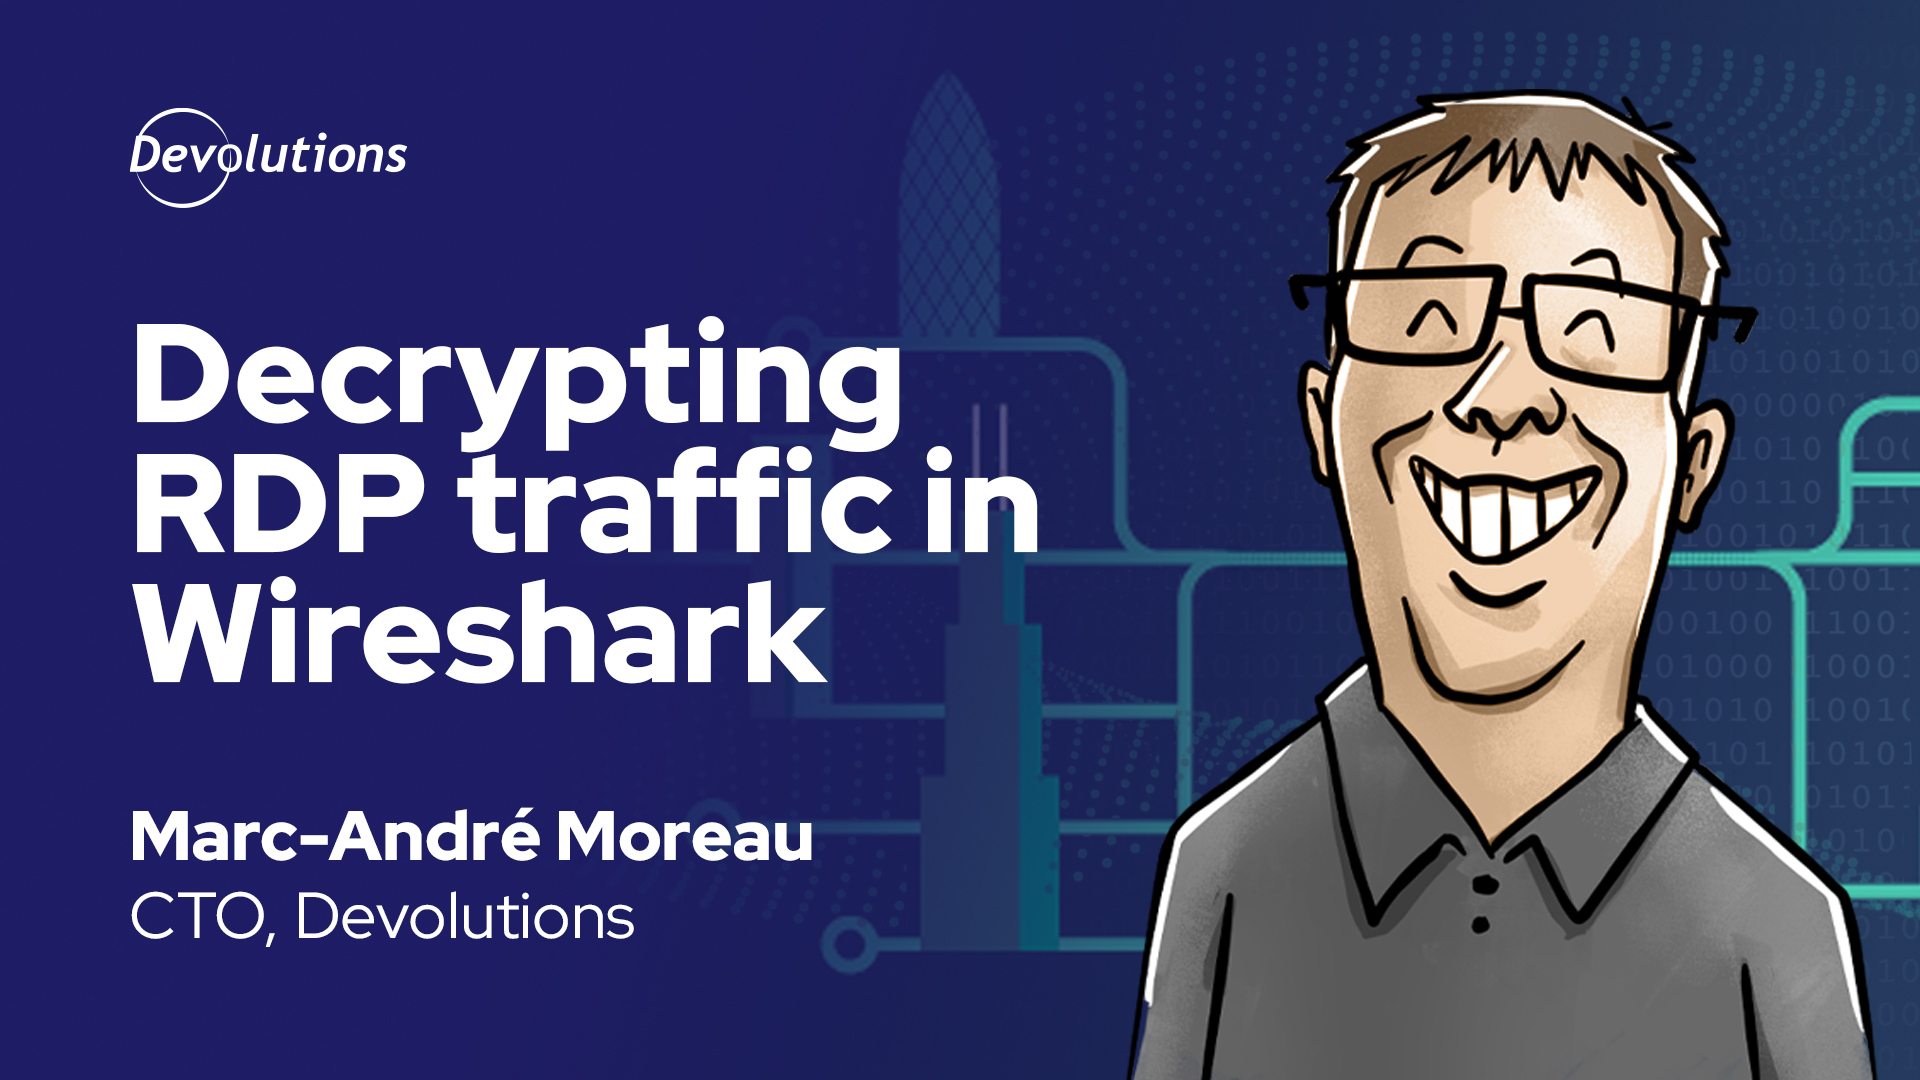 Devolutions
Decrypting
RDP traffic in
Wireshark
Marc-André Moreau
CTO, Devolutions